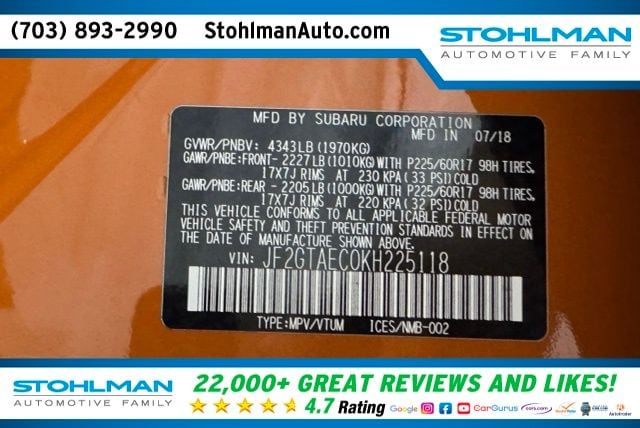 (703) 893-2990 StohlmanAuto.com
STOHLMAN
AUTOMOTIVE FAMILY
MFD BY SUBARU CORPORATION
MFD IN 07/18
GVWR/PNBV: 4343LB (1970KG)
GAWR/PNBE:FRONT- 2227LB (1010KG) WITH P225/60R17 98H TIRES,
17X7J RIMS AT 230 KPA (33 PSI) COLD
GAWR/PNBE:REAR - 2205LB (1000KG) WITH P225/60R17 98H TIRES,
17X7J RIMS AT 220 KPA (32 PSI) COLD
THIS VEHICLE CONFORMS TO ALL APPLICABLE FEDERAL MOTOR
VEHICLE SAFETY AND THEFT PREVENTION STANDARDS IN EFFECT ON
THE DATE OF MANUFACTURE SHOWN ABOVE.
VIN: JF2GTAEC0KH225118
TYPE:MPV/VTUM ICES/NMB-002
STOHLMAN
AUTOMOTIVE FAMILY
22,000+ GREAT REVIEWS AND LIKES!
4.7 Rating Google CarGurus cars.com Autotrader